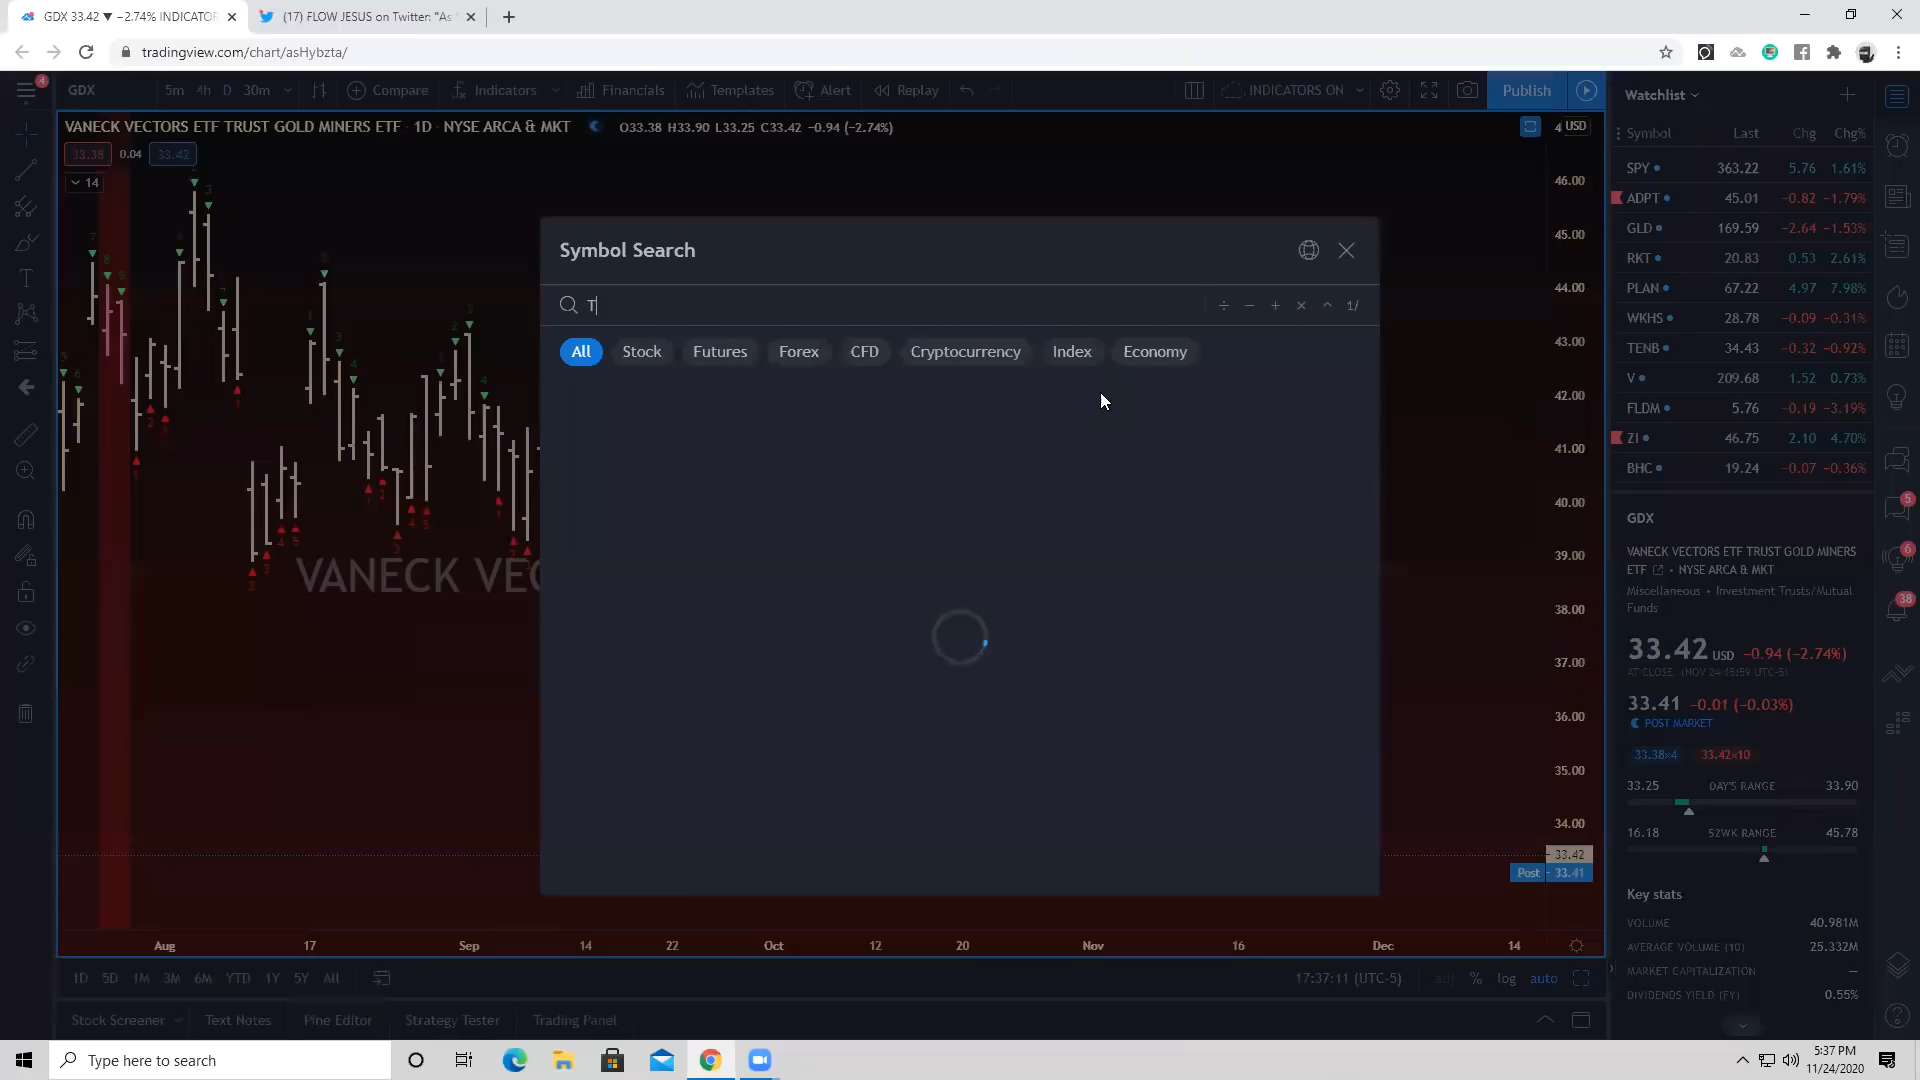 GDX 33.42 ▼ −2.74% INDICATOR
(17) FLOW JESUS on Twitter: "As
tradingview.com/chart/asHybzta/
4
GDX 5m 4h D 30m Compare Indicators Financials Templates Alert Replay INDICATORS ON Publish
VANECK VECTORS ETF TRUST GOLD MINERS ETF · 1D · NYSE ARCA & MKT O33.38 H33.90 L33.25 C33.42 −0.94 (−2.74%)
USD
33.38 0.04 33.42
14
46.00
45.00
44.00
43.00
42.00
41.00
40.00
39.00
38.00
37.00
36.00
35.00
34.00
33.42
Post 33.41
VANECK VEC
Symbol Search
T
÷ − + × ^ 1/
All Stock Futures Forex CFD Cryptocurrency Index Economy
Aug 17 Sep 14 22 Oct 12 20 Nov 16 Dec 14
1D 5D 1M 3M 6M YTD 1Y 5Y All
17:37:11 (UTC-5) adj % log auto
Stock Screener Text Notes Pine Editor Strategy Tester Trading Panel
Watchlist
Symbol Last Chg Chg%
SPY 363.22 5.76 1.61%
ADPT 45.01 −0.82 −1.79%
GLD 169.59 −2.64 −1.53%
RKT 20.83 0.53 2.61%
PLAN 67.22 4.97 7.98%
WKHS 28.78 −0.09 −0.31%
TENB 34.43 −0.32 −0.92%
V 209.68 1.52 0.73%
FLDM 5.76 −0.19 −3.19%
ZI 46.75 2.10 4.70%
BHC 19.24 −0.07 −0.36%
GDX
VANECK VECTORS ETF TRUST GOLD MINERS
ETF • NYSE ARCA & MKT
Miscellaneous • Investment Trusts/Mutual
Funds
33.42 USD −0.94 (−2.74%)
AT CLOSE (NOV 24 15:59 UTC-5)
33.41 −0.01 (−0.03%)
POST MARKET
33.38×4 33.42×10
33.25 DAY'S RANGE 33.90
16.18 52WK RANGE 45.78
Key stats
VOLUME 40.981M
AVERAGE VOLUME (10) 25.332M
MARKET CAPITALIZATION —
DIVIDENDS YIELD (FY) 0.55%
5
6
38
Type here to search
5:37 PM
11/24/2020